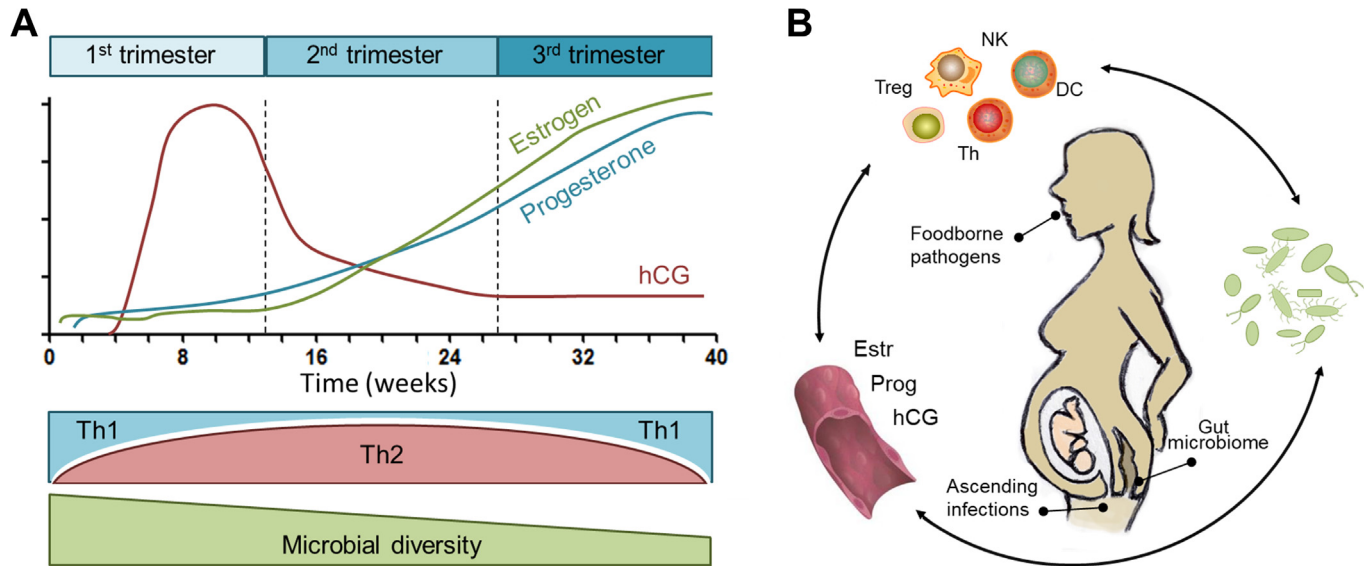 A
1st trimester
2nd trimester
3rd trimester
Estrogen
Progesterone
hCG
0 8 16 24 32 40
Time (weeks)
Th1
Th1
Th2
Microbial diversity
B
NK
Treg
DC
Th
Foodborne
pathogens
Estr
Prog
hCG
Gut
microbiome
Ascending
infections